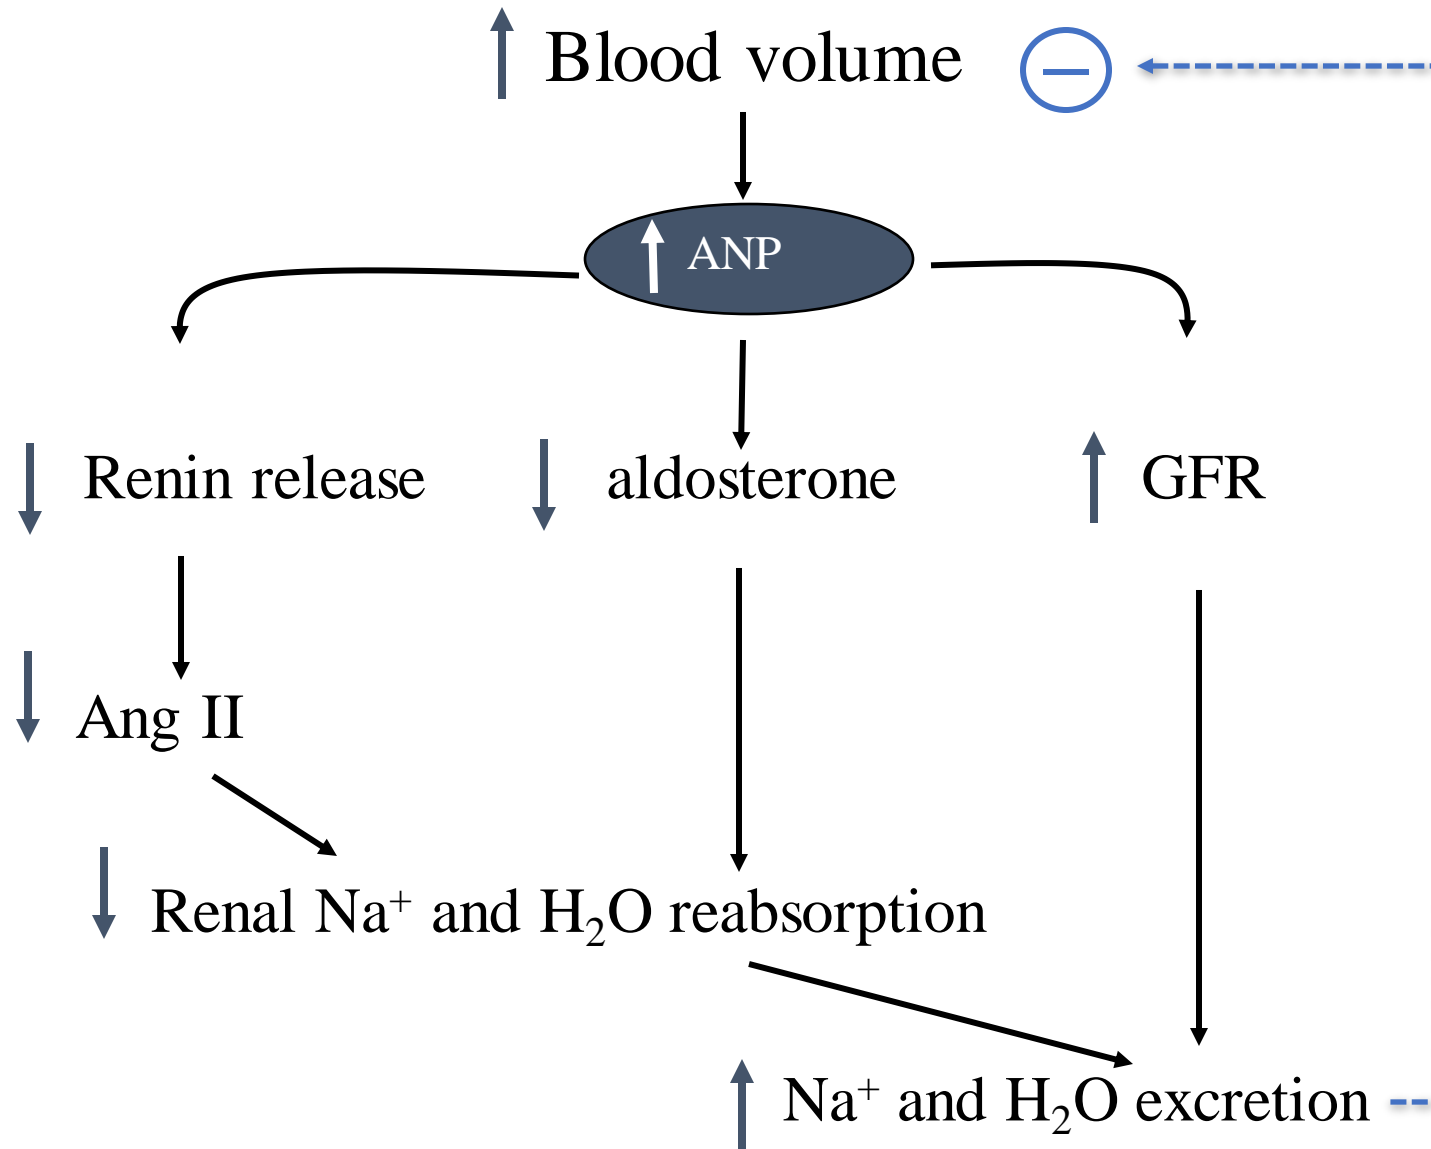 Blood volume
ANP
Renin release
aldosterone
GFR
Ang II
Renal Na⁺ and H₂O reabsorption
Na⁺ and H₂O excretion